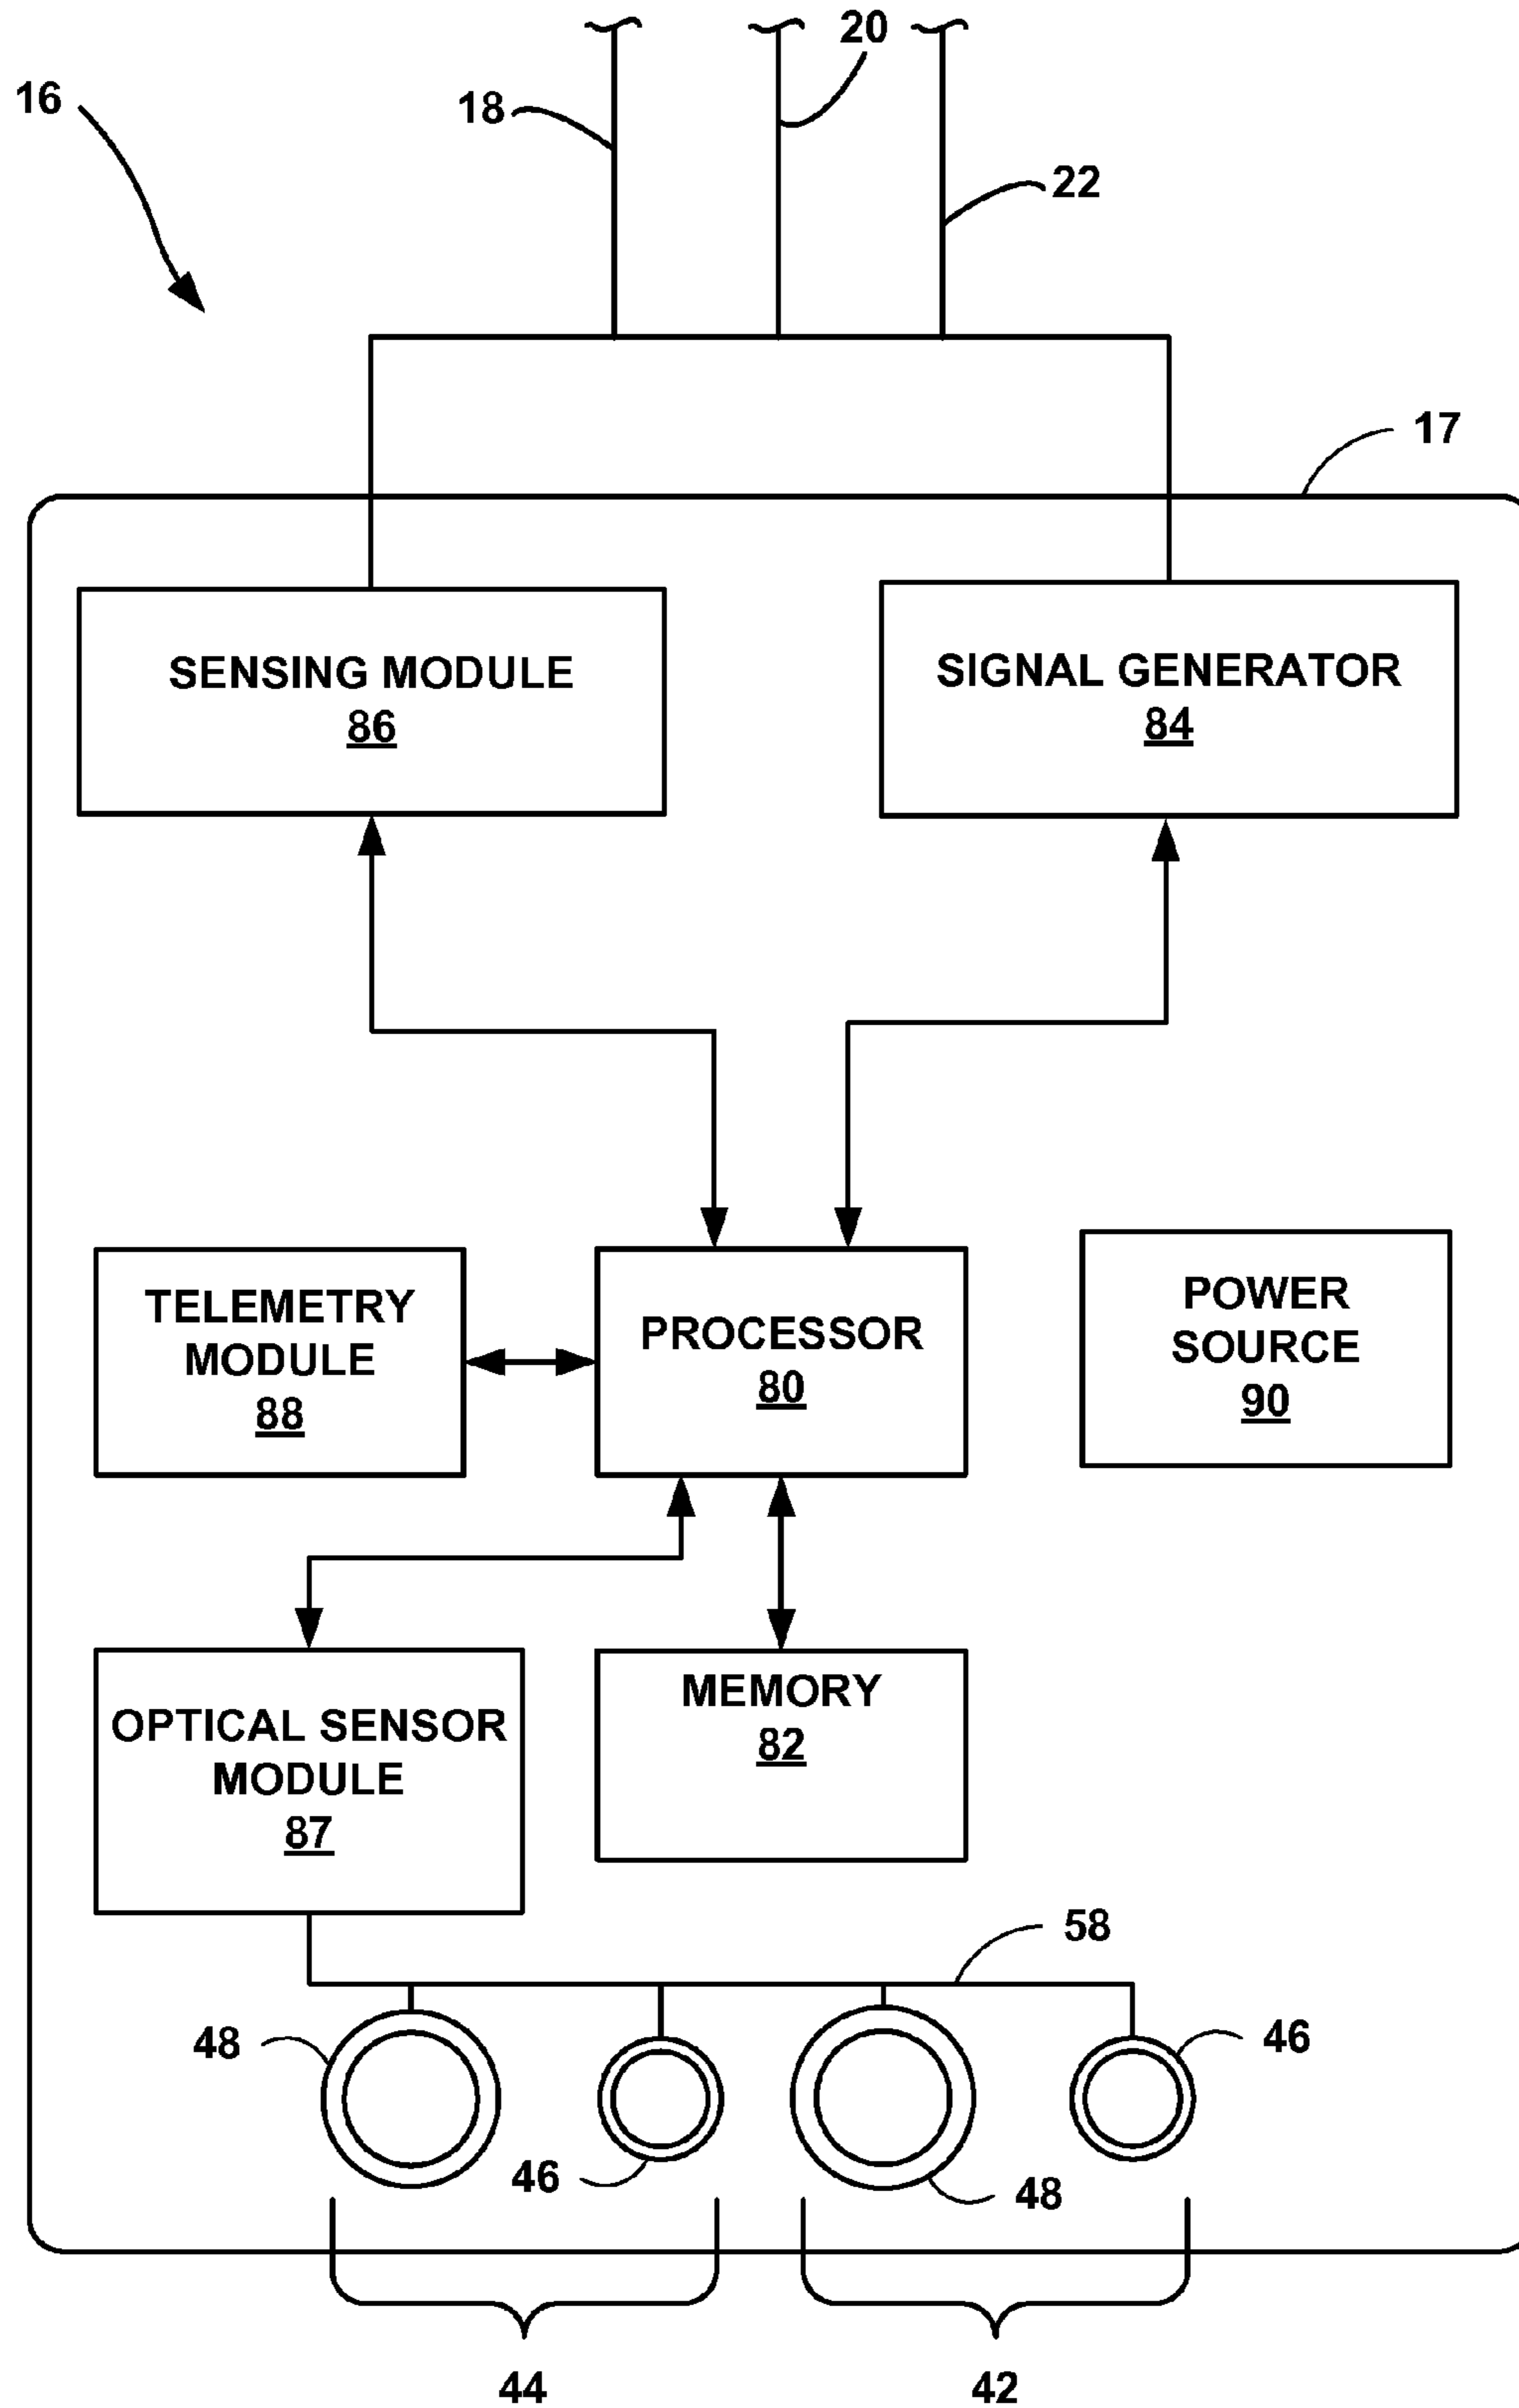 20
16
18
22
17
SENSING MODULE
86
SIGNAL GENERATOR
84
TELEMETRY
MODULE
88
PROCESSOR
80
POWER
SOURCE
90
OPTICAL SENSOR
MODULE
87
MEMORY
82
58
48
46
46
48
44
42